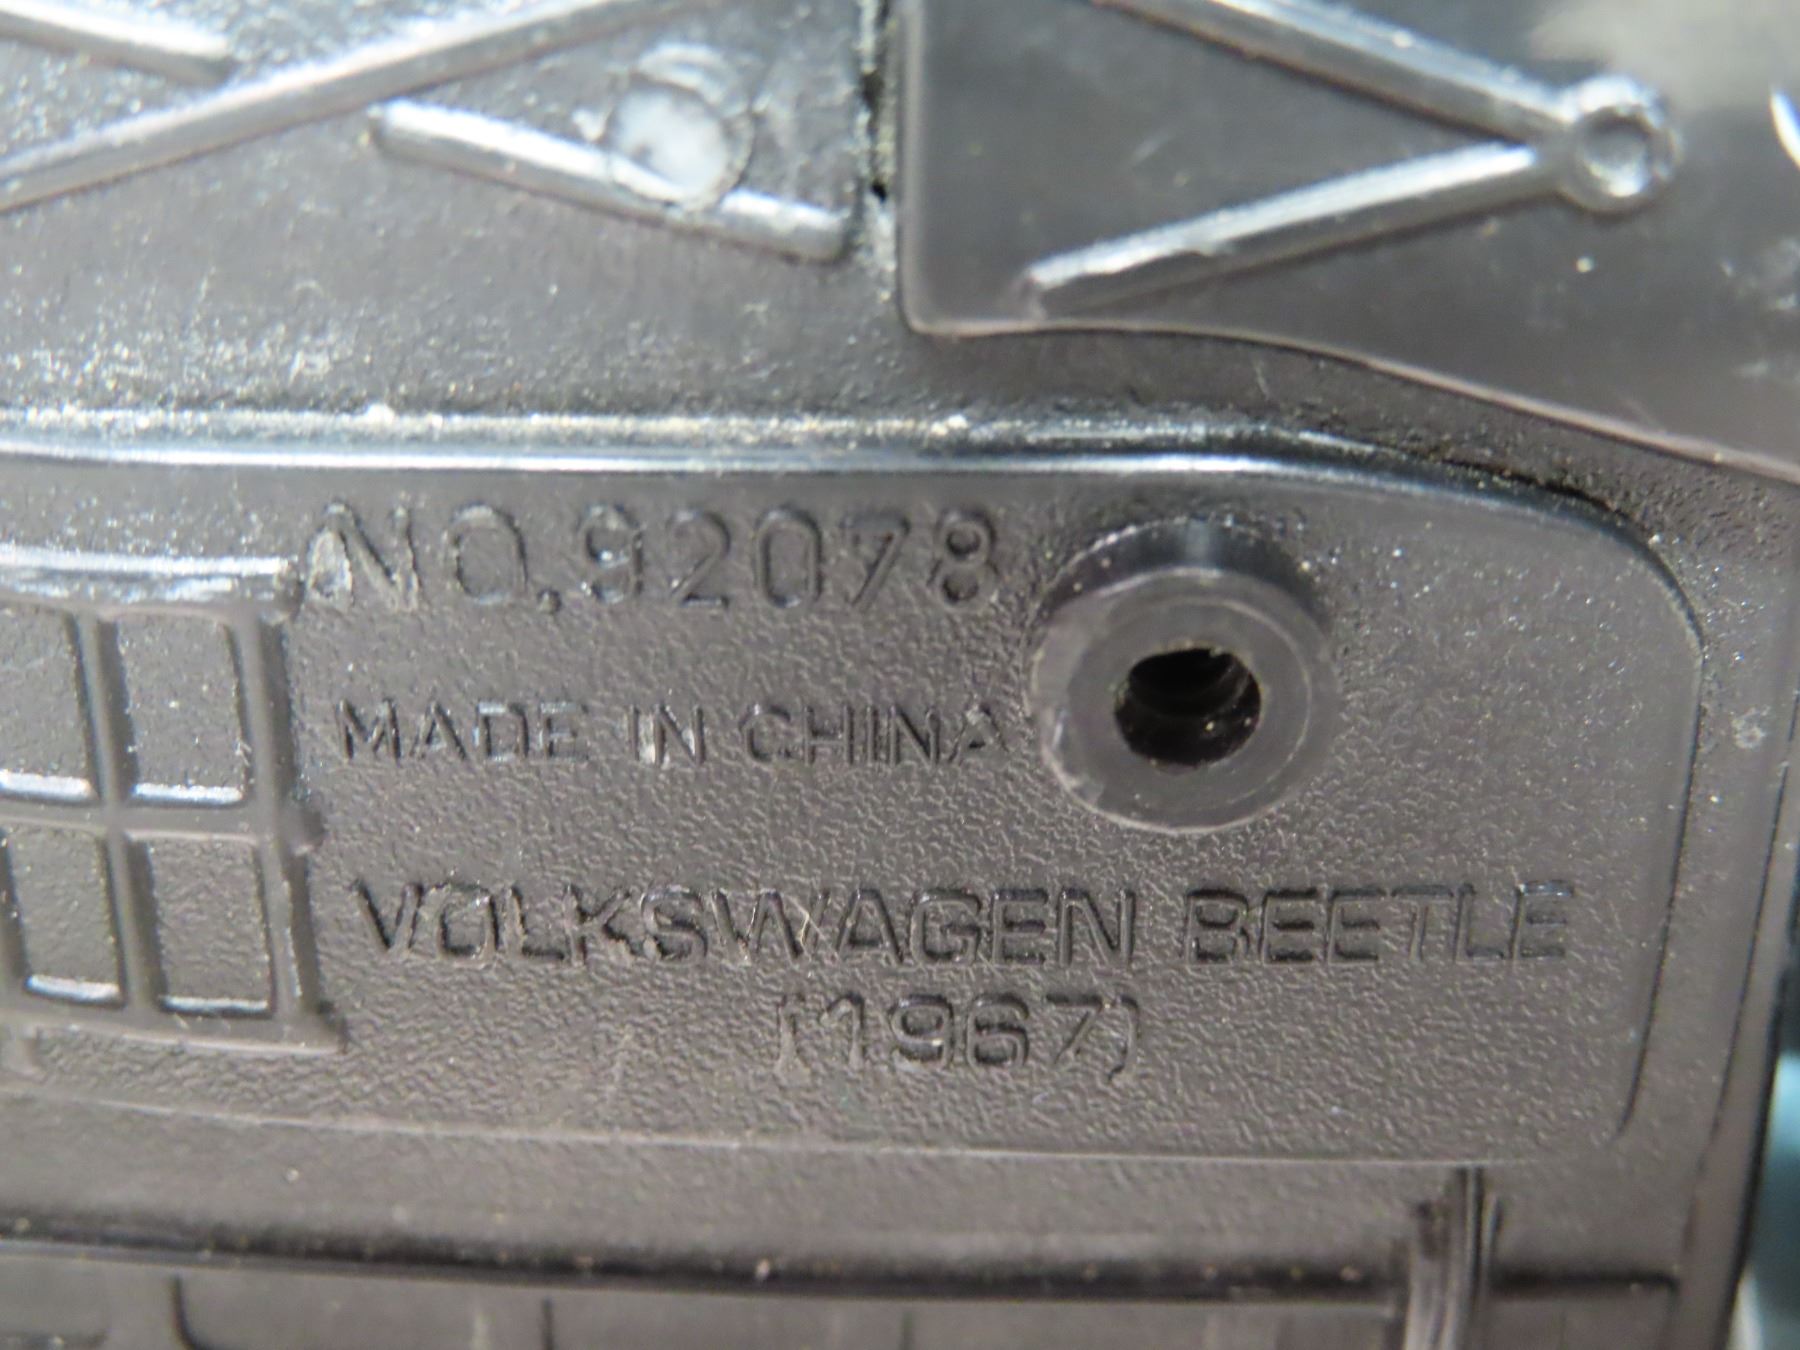 NO.92078
MADE IN CHINA
VOLKSWAGEN BEETLE
(1967)